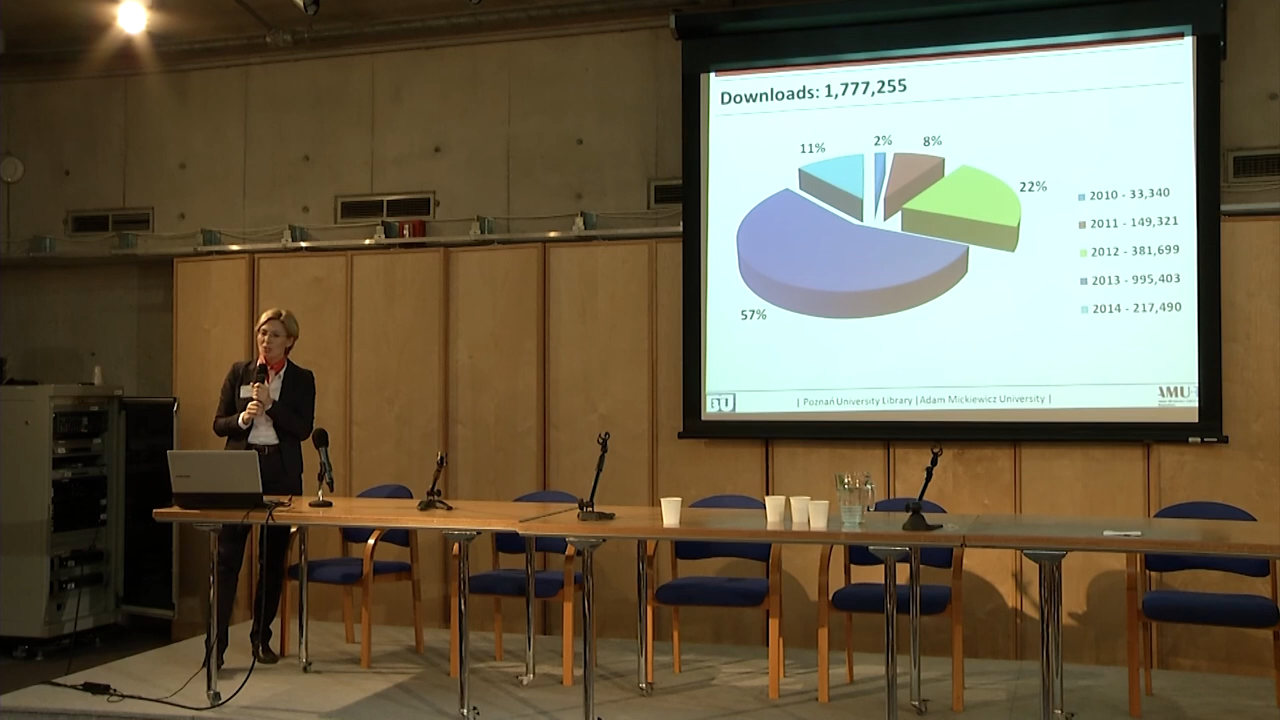 Downloads: 1,777,255
11%
2%
8%
22%
57%
2010 - 33,340
2011 - 149,321
2012 - 381,699
2013 - 995,403
2014 - 217,490
| Poznań University Library |Adam Mickiewicz University |
AMU